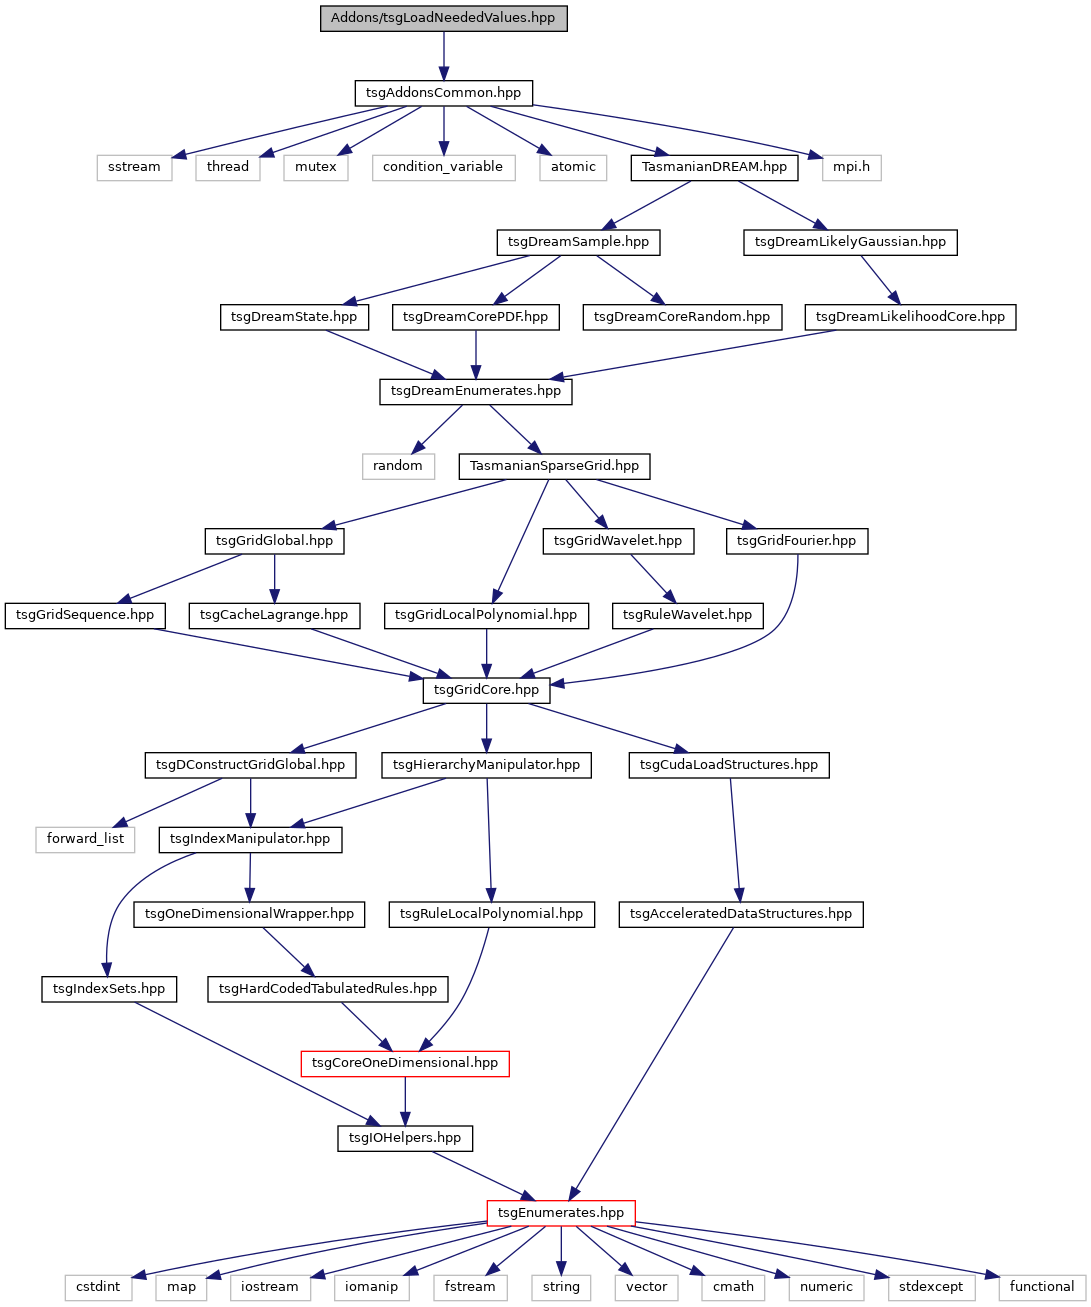 Addons/tsgLoadNeededValues.hpp
tsgAddonsCommon.hpp
sstream
thread
mutex
condition_variable
atomic
TasmanianDREAM.hpp
mpi.h
tsgDreamSample.hpp
tsgDreamLikelyGaussian.hpp
tsgDreamState.hpp
tsgDreamCorePDF.hpp
tsgDreamCoreRandom.hpp
tsgDreamLikelihoodCore.hpp
tsgDreamEnumerates.hpp
random
TasmanianSparseGrid.hpp
tsgGridGlobal.hpp
tsgGridWavelet.hpp
tsgGridFourier.hpp
tsgGridSequence.hpp
tsgCacheLagrange.hpp
tsgGridLocalPolynomial.hpp
tsgRuleWavelet.hpp
tsgGridCore.hpp
tsgDConstructGridGlobal.hpp
tsgHierarchyManipulator.hpp
tsgCudaLoadStructures.hpp
forward_list
tsgIndexManipulator.hpp
tsgOneDimensionalWrapper.hpp
tsgRuleLocalPolynomial.hpp
tsgAcceleratedDataStructures.hpp
tsgIndexSets.hpp
tsgHardCodedTabulatedRules.hpp
tsgCoreOneDimensional.hpp
tsgIOHelpers.hpp
tsgEnumerates.hpp
cstdint
map
iostream
iomanip
fstream
string
vector
cmath
numeric
stdexcept
functional